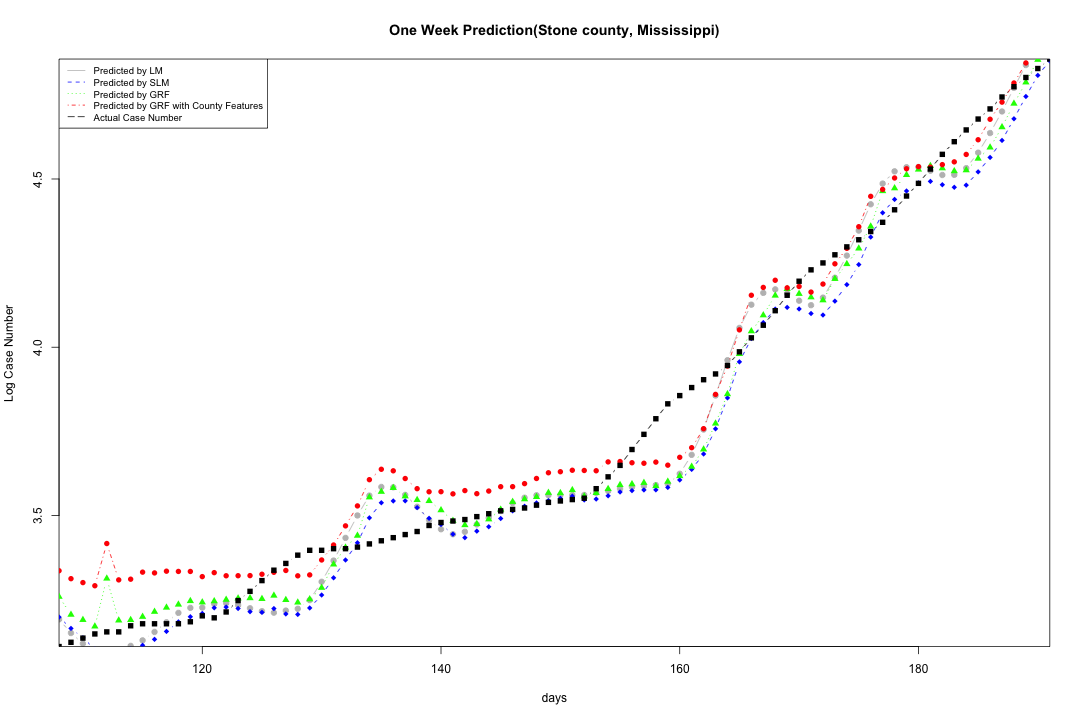 One Week Prediction(Stone county, Mississippi)
Predicted by LM
Predicted by SLM
Predicted by GRF
Predicted by GRF with County Features
Actual Case Number
Log Case Number
4.5
4.0
3.5
120 140 160 180
days